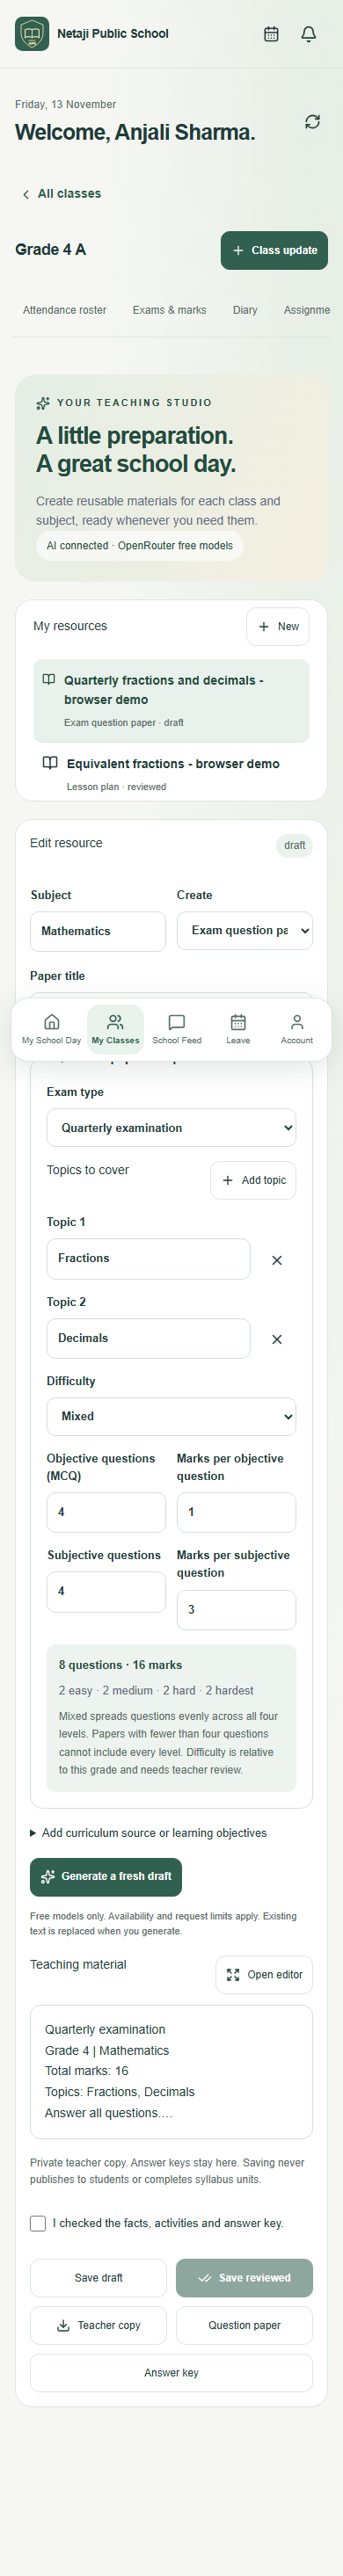 Netaji Public School
Friday, 13 November
Welcome, Anjali Sharma.
All classes
Grade 4 A
Class update
Attendance roster Exams & marks Diary Assignme
YOUR TEACHING STUDIO
A little preparation.
A great school day.
Create reusable materials for each class and
subject, ready whenever you need them.
AI connected · OpenRouter free models
My resources
New
Quarterly fractions and decimals -
browser demo
Exam question paper · draft
Equivalent fractions - browser demo
Lesson plan · reviewed
Edit resource
draft
Subject Create
Mathematics Exam question pa
Paper title
My School Day My Classes School Feed Leave Account
Exam type
Quarterly examination
Topics to cover
Add topic
Topic 1
Fractions
Topic 2
Decimals
Difficulty
Mixed
Objective questions
(MCQ)
Marks per objective
question
4 1
Subjective questions
Marks per subjective
question
4 3
8 questions · 16 marks
2 easy · 2 medium · 2 hard · 2 hardest
Mixed spreads questions evenly across all four
levels. Papers with fewer than four questions
cannot include every level. Difficulty is relative
to this grade and needs teacher review.
Add curriculum source or learning objectives
Generate a fresh draft
Free models only. Availability and request limits apply. Existing
text is replaced when you generate.
Teaching material
Open editor
Quarterly examination
Grade 4 | Mathematics
Total marks: 16
Topics: Fractions, Decimals
Answer all questions....
Private teacher copy. Answer keys stay here. Saving never
publishes to students or completes syllabus units.
I checked the facts, activities and answer key.
Save draft Save reviewed
Teacher copy Question paper
Answer key